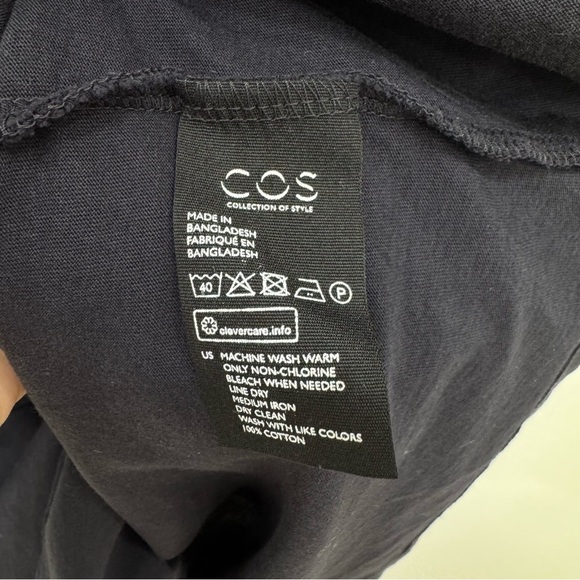 COS
COLLECTION OF STYLE
MADE IN
BANGLADESH
FABRIQUÉ EN
BANGLADESH
40 P
clevercare.info
US MACHINE WASH WARM
ONLY NON-CHLORINE
BLEACH WHEN NEEDED
LINE DRY
MEDIUM IRON
DRY CLEAN
WASH WITH LIKE COLORS
100% COTTON